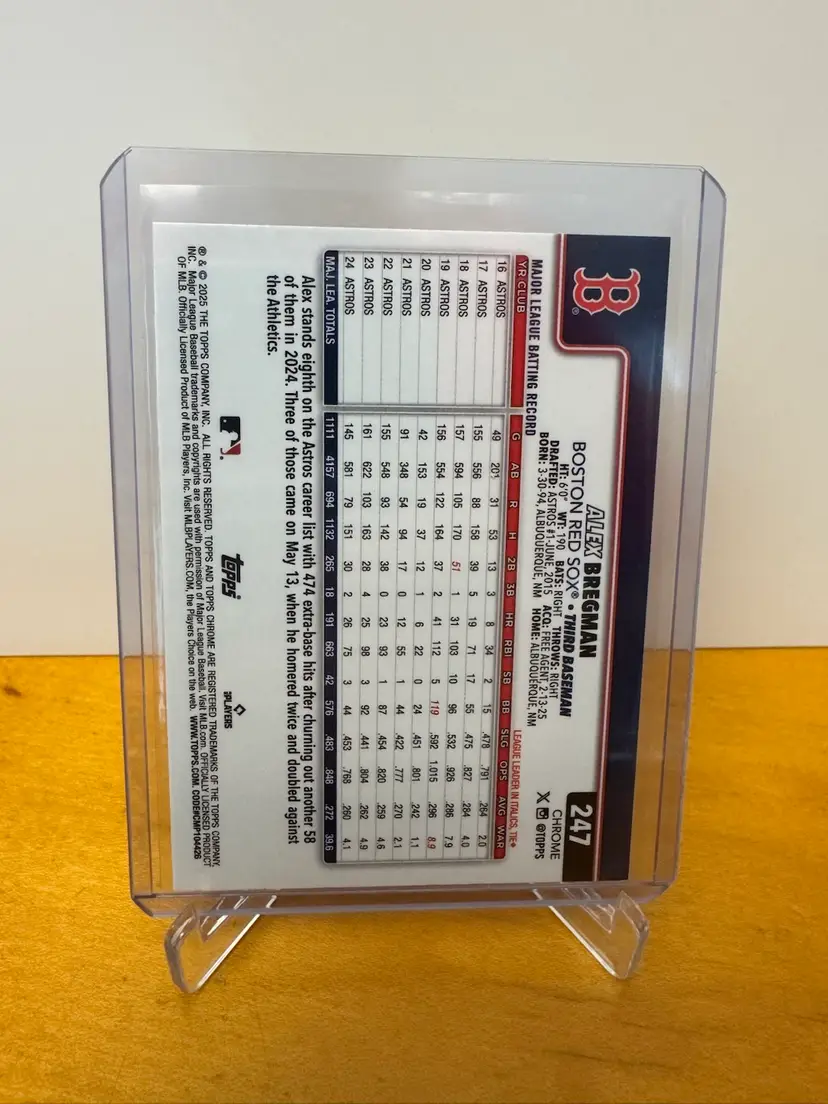 B®
247
ALEX BREGMAN
CHROME
BOSTON RED SOX® • THIRD BASEMAN
@TOPPS
HT: 6'0" WT: 190 BATS: RIGHT THROWS: RIGHT
DRAFTED: ASTROS #1-JUNE, 2015 ACQ: FREE AGENT, 2-13-25
BORN: 3-30-94, ALBUQUERQUE, NM HOME: ALBUQUERQUE, NM
MAJOR LEAGUE BATTING RECORD LEAGUE LEADER IN ITALICS, TIE♦
YR CLUB G AB R H 2B 3B HR RBI SB BB SLG OPS AVG WAR
16 ASTROS 49 201 31 53 13 3 8 34 2 15 .478 .791 .264 2.0
17 ASTROS 155 556 88 158 39 5 19 71 17 55 .475 .827 .284 4.0
18 ASTROS 157 594 105 170 51 1 31 103 10 96 .532 .926 .286 7.9
19 ASTROS 156 554 122 164 37 2 41 112 5 119 .592 1.015 .296 8.9
20 ASTROS 42 153 19 37 12 1 6 22 0 24 .451 .801 .242 1.1
21 ASTROS 91 348 54 94 17 0 12 55 1 44 .422 .777 .270 2.1
22 ASTROS 155 548 93 142 38 0 23 93 1 87 .454 .820 .259 4.6
23 ASTROS 161 622 103 163 28 4 25 98 3 92 .441 .804 .262 4.9
24 ASTROS 145 581 79 151 30 2 26 75 3 44 .453 .768 .260 4.1
MAJ. LEA. TOTALS 1111 4157 694 1132 265 18 191 663 42 576 .483 .848 .272 39.6
Alex stands eighth on the Astros career list with 474 extra-base hits after churning out another 58
of them in 2024. Three of those came on May 13, when he homered twice and doubled against
the Athletics.
topps
PLAYERS
® & © 2025 THE TOPPS COMPANY, INC. ALL RIGHTS RESERVED. TOPPS AND TOPPS CHROME ARE REGISTERED TRADEMARKS OF THE TOPPS COMPANY,
INC. Major League Baseball trademarks and copyrights are used with permission of Major League Baseball. Visit MLB.com. OFFICIALLY LICENSED PRODUCT
OF MLB. Officially Licensed Product of MLB Players, Inc. Visit MLBPLAYERS.COM, the Players Choice on the web. WWW.TOPPS.COM. CODE#CMP104426